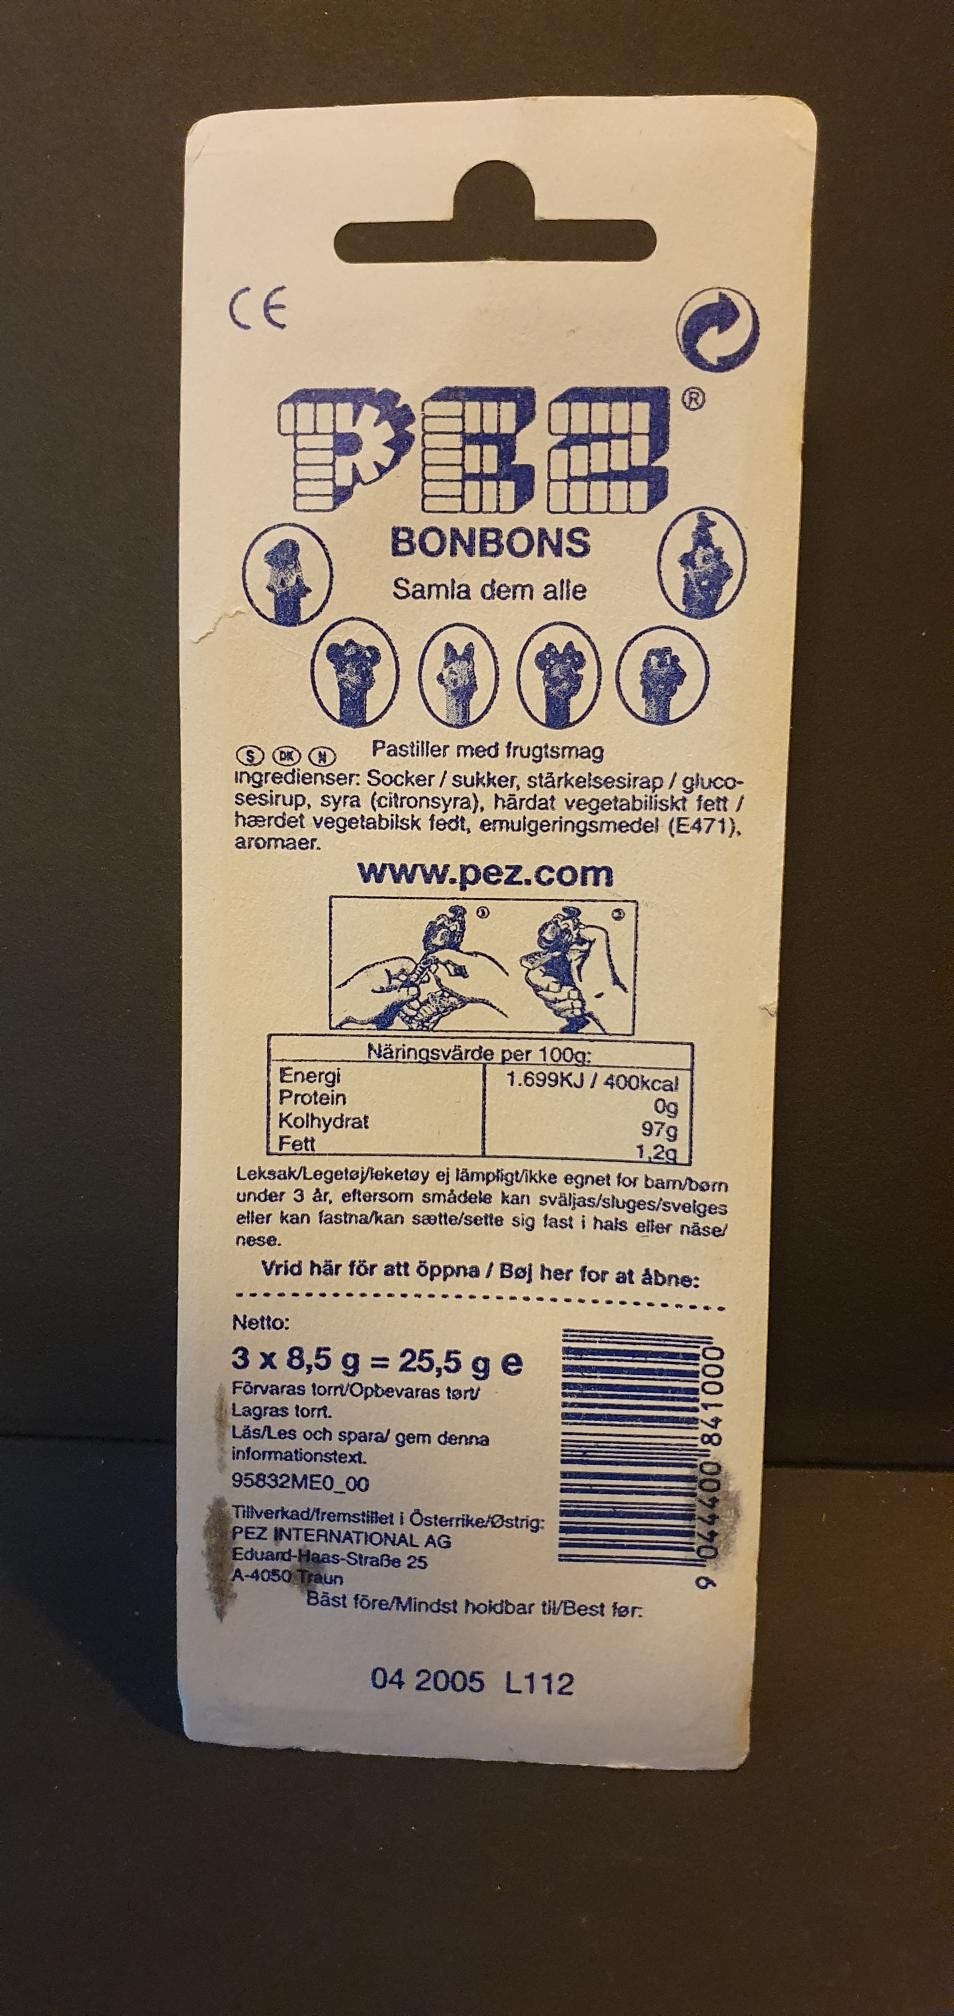 CE
PEZ®
BONBONS
Samla dem alle
S DK N Pastiller med frugtsmag
ingredienser: Socker / sukker, stärkelsesirap / gluco-
sesirup, syra (citronsyra), härdat vegetabiliskt fett /
hærdet vegetabilsk fedt, emulgeringsmedel (E471),
aromaer.
www.pez.com
Näringsvärde per 100g:
Energi 1.699KJ / 400kcal
Protein 0g
Kolhydrat 97g
Fett 1,2g
Leksak/Legetøj/leketøy ej lämpligt/ikke egnet for barn/børn
under 3 år, eftersom smådele kan sväljas/sluges/svelges
eller kan fastna/kan sætte/sette sig fast i hals eller näse/
nese.
Vrid här för att öppna / Bøj her for at åbne:
Netto:
3 x 8,5 g = 25,5 g e
Förvaras torrt/Opbevares tørt/
Lagras torrt.
Läs/Les och spara/ gem denna
informationstext.
95832ME0_00
Tillverkad/fremstillet i Österrike/Østrig:
PEZ INTERNATIONAL AG
Eduard-Haas-Straße 25
A-4050 Traun
Bäst före/Mindst holdbar til/Best før:
9 044400 841000
04 2005 L112